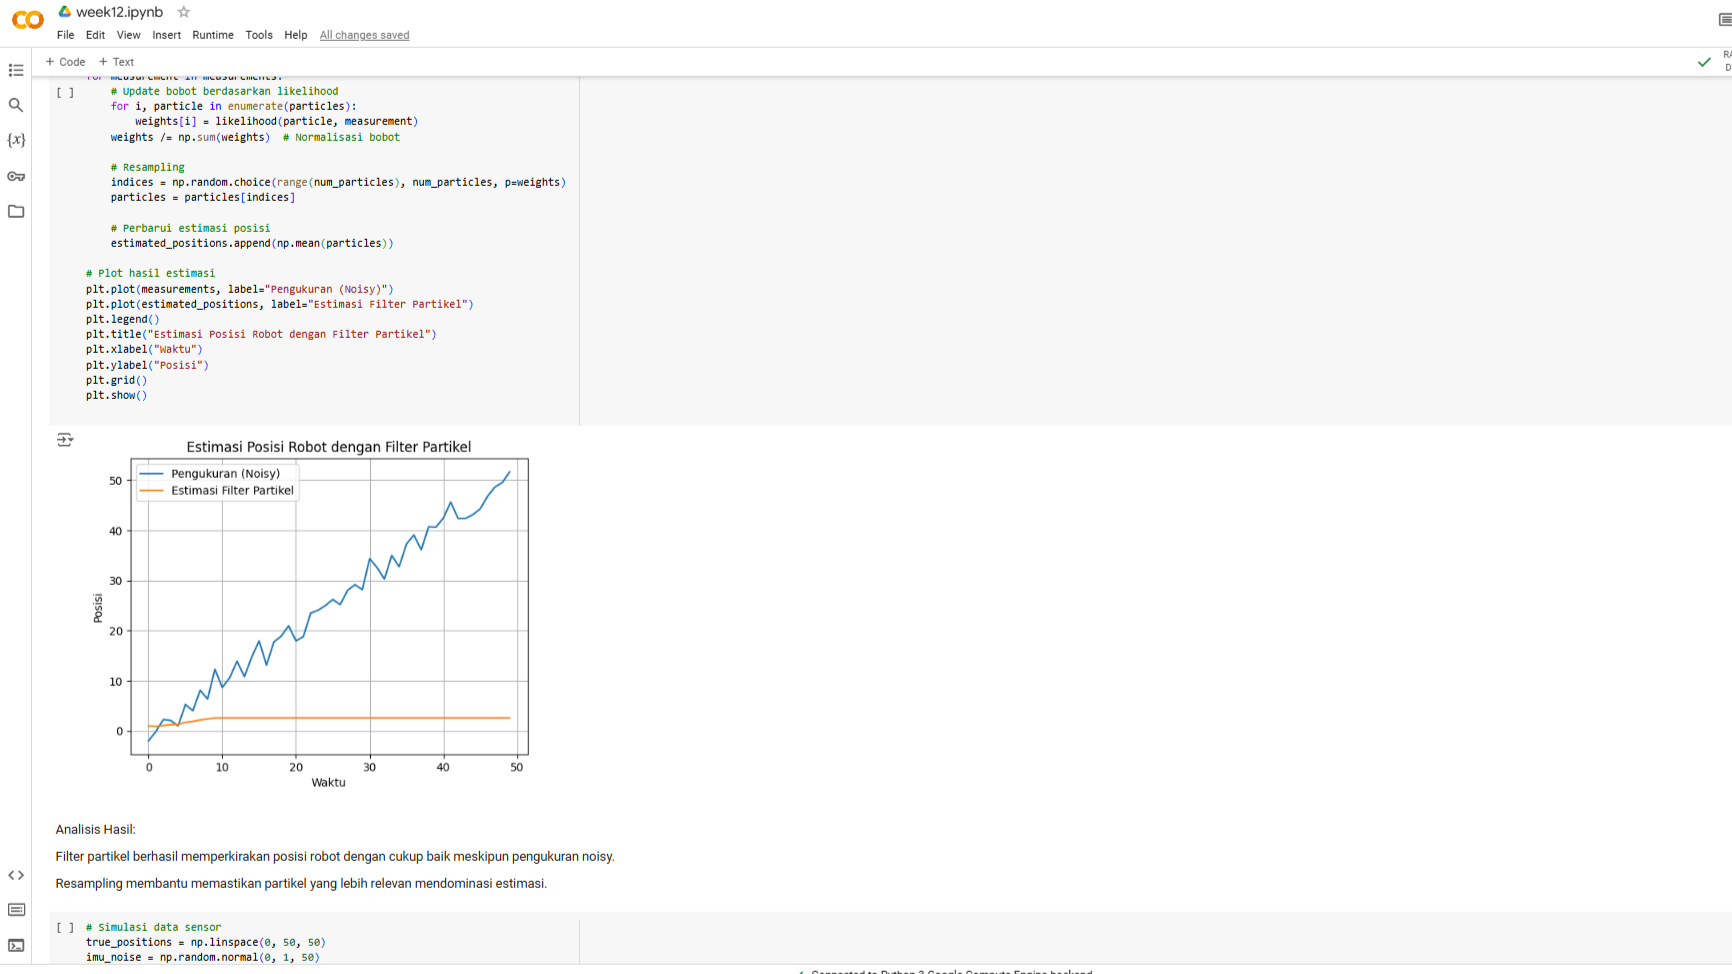 week12.ipynb
File Edit View Insert Runtime Tools Help All changes saved
+ Code + Text
for measurement in measurements:
[ ] # Update bobot berdasarkan likelihood
for i, particle in enumerate(particles):
weights[i] = likelihood(particle, measurement)
weights /= np.sum(weights) # Normalisasi bobot
# Resampling
indices = np.random.choice(range(num_particles), num_particles, p=weights)
particles = particles[indices]
# Perbarui estimasi posisi
estimated_positions.append(np.mean(particles))
# Plot hasil estimasi
plt.plot(measurements, label="Pengukuran (Noisy)")
plt.plot(estimated_positions, label="Estimasi Filter Partikel")
plt.legend()
plt.title("Estimasi Posisi Robot dengan Filter Partikel")
plt.xlabel("Waktu")
plt.ylabel("Posisi")
plt.grid()
plt.show()
Estimasi Posisi Robot dengan Filter Partikel
Pengukuran (Noisy)
Estimasi Filter Partikel
50
40
30
20
10
0
Posisi
0 10 20 30 40 50
Waktu
Analisis Hasil:
Filter partikel berhasil memperkirakan posisi robot dengan cukup baik meskipun pengukuran noisy.
Resampling membantu memastikan partikel yang lebih relevan mendominasi estimasi.
[ ] # Simulasi data sensor
true_positions = np.linspace(0, 50, 50)
imu_noise = np.random.normal(0, 1, 50)
Connected to Python 3 Google Compute Engine backend